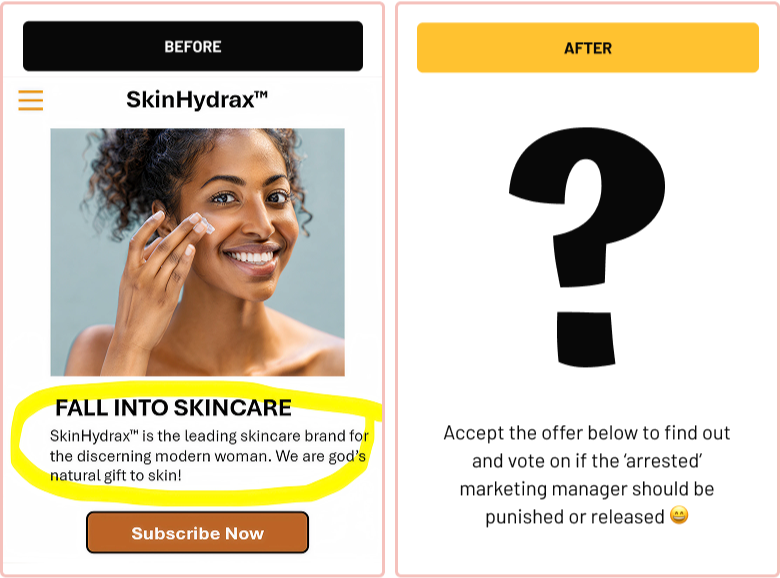 BEFORE
SkinHydrax™
FALL INTO SKINCARE
SkinHydrax™ is the leading skincare brand for
the discerning modern woman. We are god's
natural gift to skin!
Subscribe Now
AFTER
?
Accept the offer below to find out
and vote on if the ‘arrested’
marketing manager should be
punished or released 😄